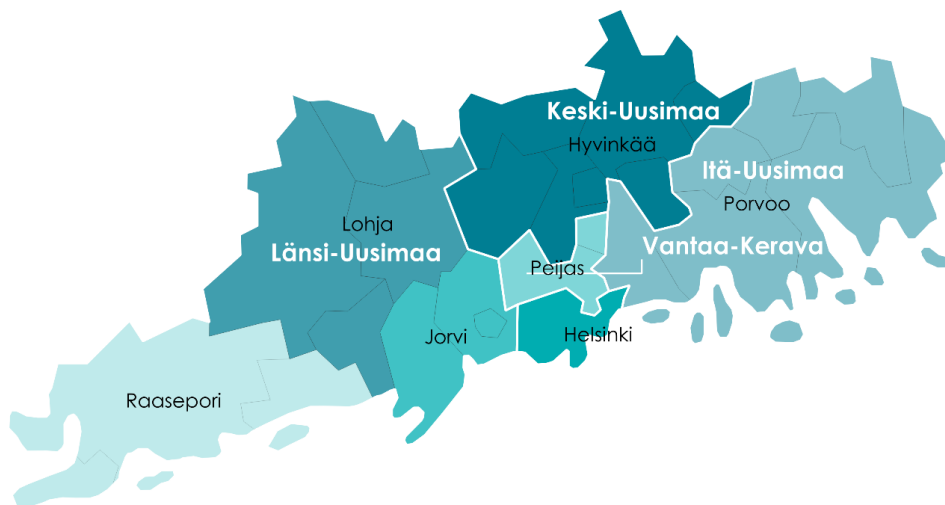 Keski-Uusimaa
Hyvinkää
Itä-Uusimaa
Porvoo
Lohja
Länsi-Uusimaa
Vantaa-Kerava
Peijas
Jorvi
Helsinki
Raasepori